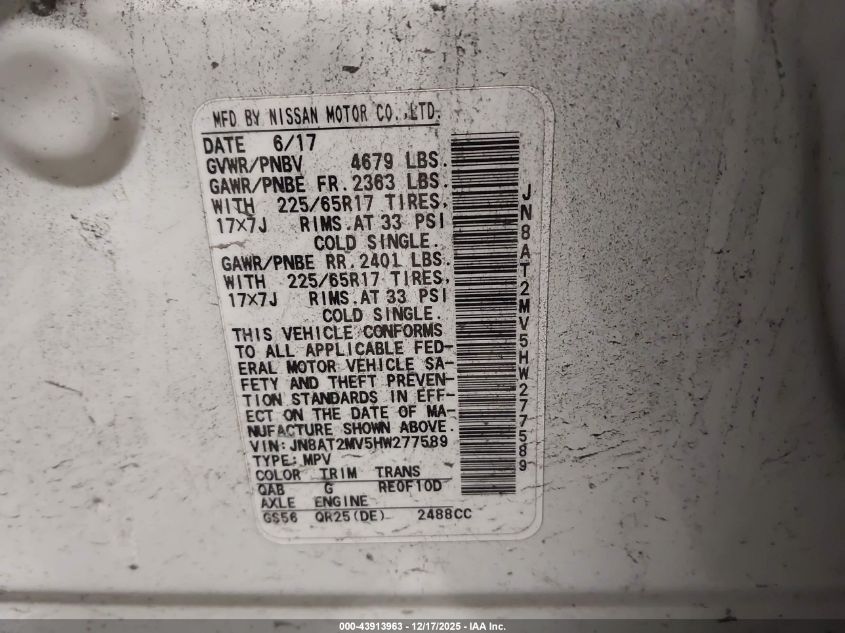 MFD BY NISSAN MOTOR CO.,LTD.
DATE 6/17
GVWR/PNBV 4679 LBS.
GAWR/PNBE FR. 2363 LBS.
WITH 225/65R17 TIRES,
17×7J RIMS. AT 33 PSI
COLD SINGLE.
GAWR/PNBE RR. 2401 LBS.
WITH 225/65R17 TIRES,
17×7J RIMS. AT 33 PSI
COLD SINGLE.
THIS VEHICLE CONFORMS
TO ALL APPLICABLE FED-
ERAL MOTOR VEHICLE SA-
FETY AND THEFT PREVEN-
TION STANDARDS IN EFF-
ECT ON THE DATE OF MA-
NUFACTURE SHOWN ABOVE.
VIN: JN8AT2MV5HW277589
TYPE: MPV
COLOR TRIM TRANS
QAB G RE0F10D
AXLE ENGINE
GS56 QR25(DE) 2488CC
JN8AT2MV5HW277589
000-43913963 - 12/17/2025 - IAA Inc.